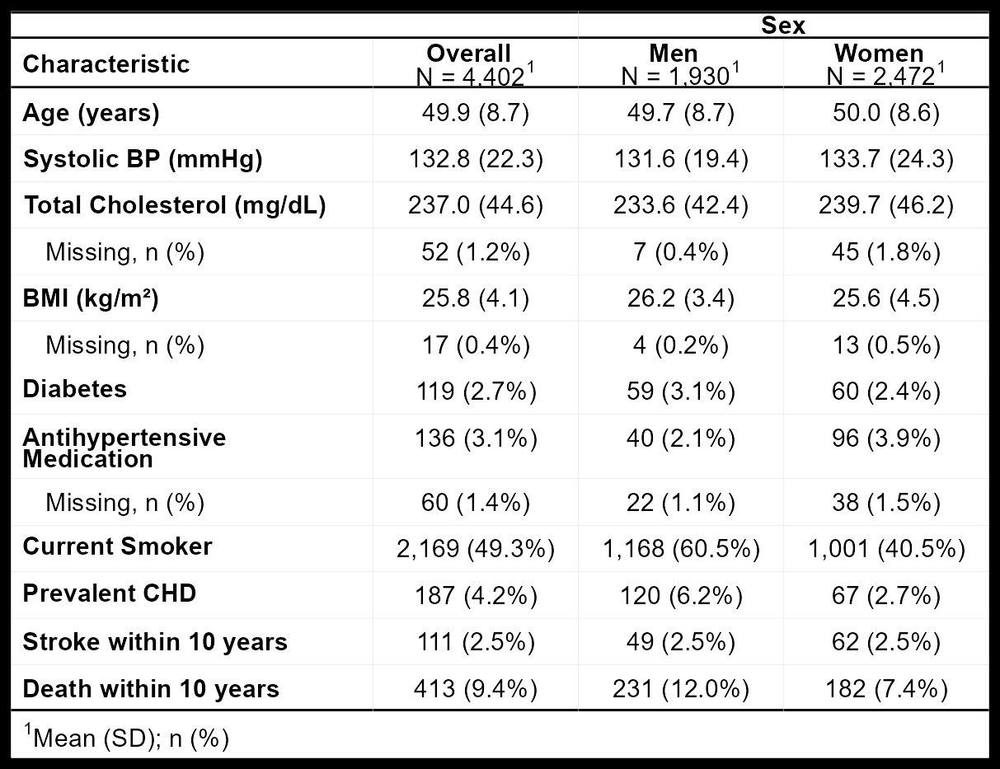 Sex
Characteristic Overall Men Women
N = 4,402¹ N = 1,930¹ N = 2,472¹
Age (years) 49.9 (8.7) 49.7 (8.7) 50.0 (8.6)
Systolic BP (mmHg) 132.8 (22.3) 131.6 (19.4) 133.7 (24.3)
Total Cholesterol (mg/dL) 237.0 (44.6) 233.6 (42.4) 239.7 (46.2)
Missing, n (%) 52 (1.2%) 7 (0.4%) 45 (1.8%)
BMI (kg/m²) 25.8 (4.1) 26.2 (3.4) 25.6 (4.5)
Missing, n (%) 17 (0.4%) 4 (0.2%) 13 (0.5%)
Diabetes 119 (2.7%) 59 (3.1%) 60 (2.4%)
Antihypertensive 136 (3.1%) 40 (2.1%) 96 (3.9%)
Medication
Missing, n (%) 60 (1.4%) 22 (1.1%) 38 (1.5%)
Current Smoker 2,169 (49.3%) 1,168 (60.5%) 1,001 (40.5%)
Prevalent CHD 187 (4.2%) 120 (6.2%) 67 (2.7%)
Stroke within 10 years 111 (2.5%) 49 (2.5%) 62 (2.5%)
Death within 10 years 413 (9.4%) 231 (12.0%) 182 (7.4%)
¹Mean (SD); n (%)